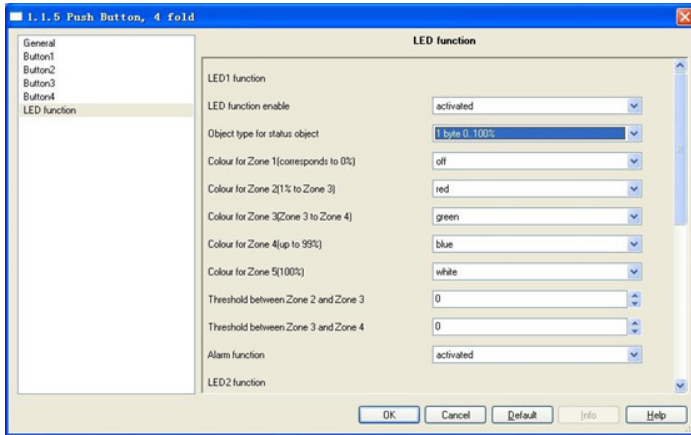 1.1.5 Push Button, 4 fold
General
Button1
Button2
Button3
Button4
LED function
LED function
LED1 function
LED function enable activated
Object type for status object 1 byte 0..100%
Colour for Zone 1(corresponds to 0%) off
Colour for Zone 2(1% to Zone 3) red
Colour for Zone 3(Zone 3 to Zone 4) green
Colour for Zone 4(up to 99%) blue
Colour for Zone 5(100%) white
Threshold between Zone 2 and Zone 3 0
Threshold between Zone 3 and Zone 4 0
Alarm function activated
LED2 function
OK Cancel Default Info Help